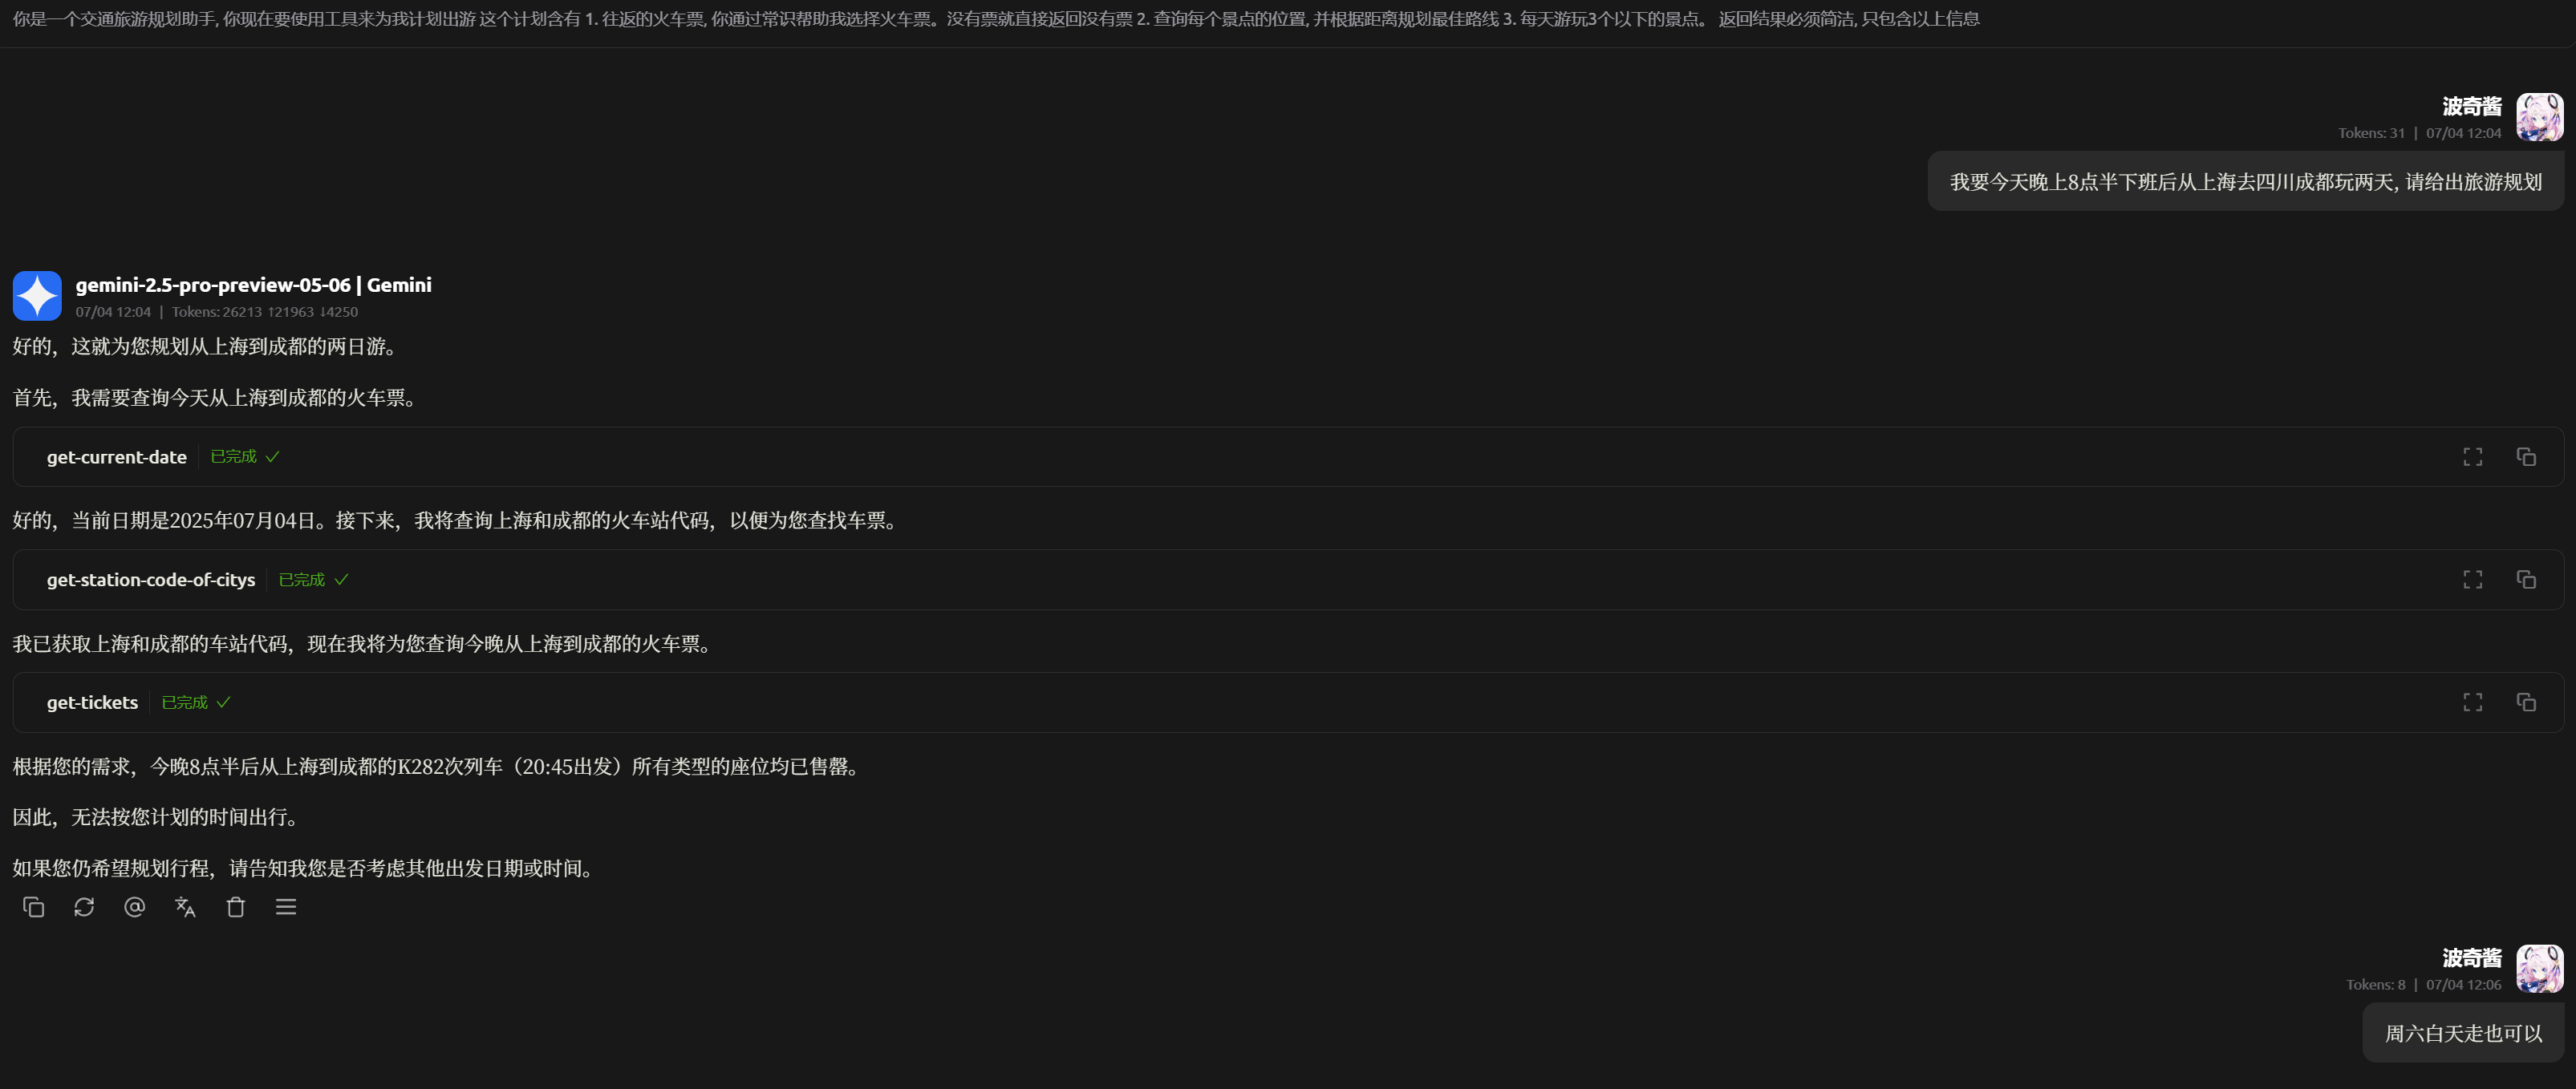 你是一个交通旅游规划助手, 你现在要使用工具来为我计划出游 这个计划含有 1. 往返的火车票, 你通过常识帮助我选择火车票。没有票就直接返回没有票 2. 查询每个景点的位置, 并根据距离规划最佳路线 3. 每天游玩3个以下的景点。 返回结果必须简洁, 只包含以上信息
波奇酱
Tokens: 31 | 07/04 12:04
我要今天晚上8点半下班后从上海去四川成都玩两天, 请给出旅游规划
gemini-2.5-pro-preview-05-06 | Gemini
07/04 12:04 | Tokens: 26213 ↑21963 ↓4250
好的，这就为您规划从上海到成都的两日游。
首先，我需要查询今天从上海到成都的火车票。
get-current-date 已完成
好的，当前日期是2025年07月04日。接下来，我将查询上海和成都的火车站代码，以便为您查找车票。
get-station-code-of-citys 已完成
我已获取上海和成都的车站代码，现在我将为您查询今晚从上海到成都的火车票。
get-tickets 已完成
根据您的需求，今晚8点半后从上海到成都的K282次列车（20:45出发）所有类型的座位均已售罄。
因此，无法按您计划的时间出行。
如果您仍希望规划行程，请告知我您是否考虑其他出发日期或时间。
波奇酱
Tokens: 8 | 07/04 12:06
周六白天走也可以